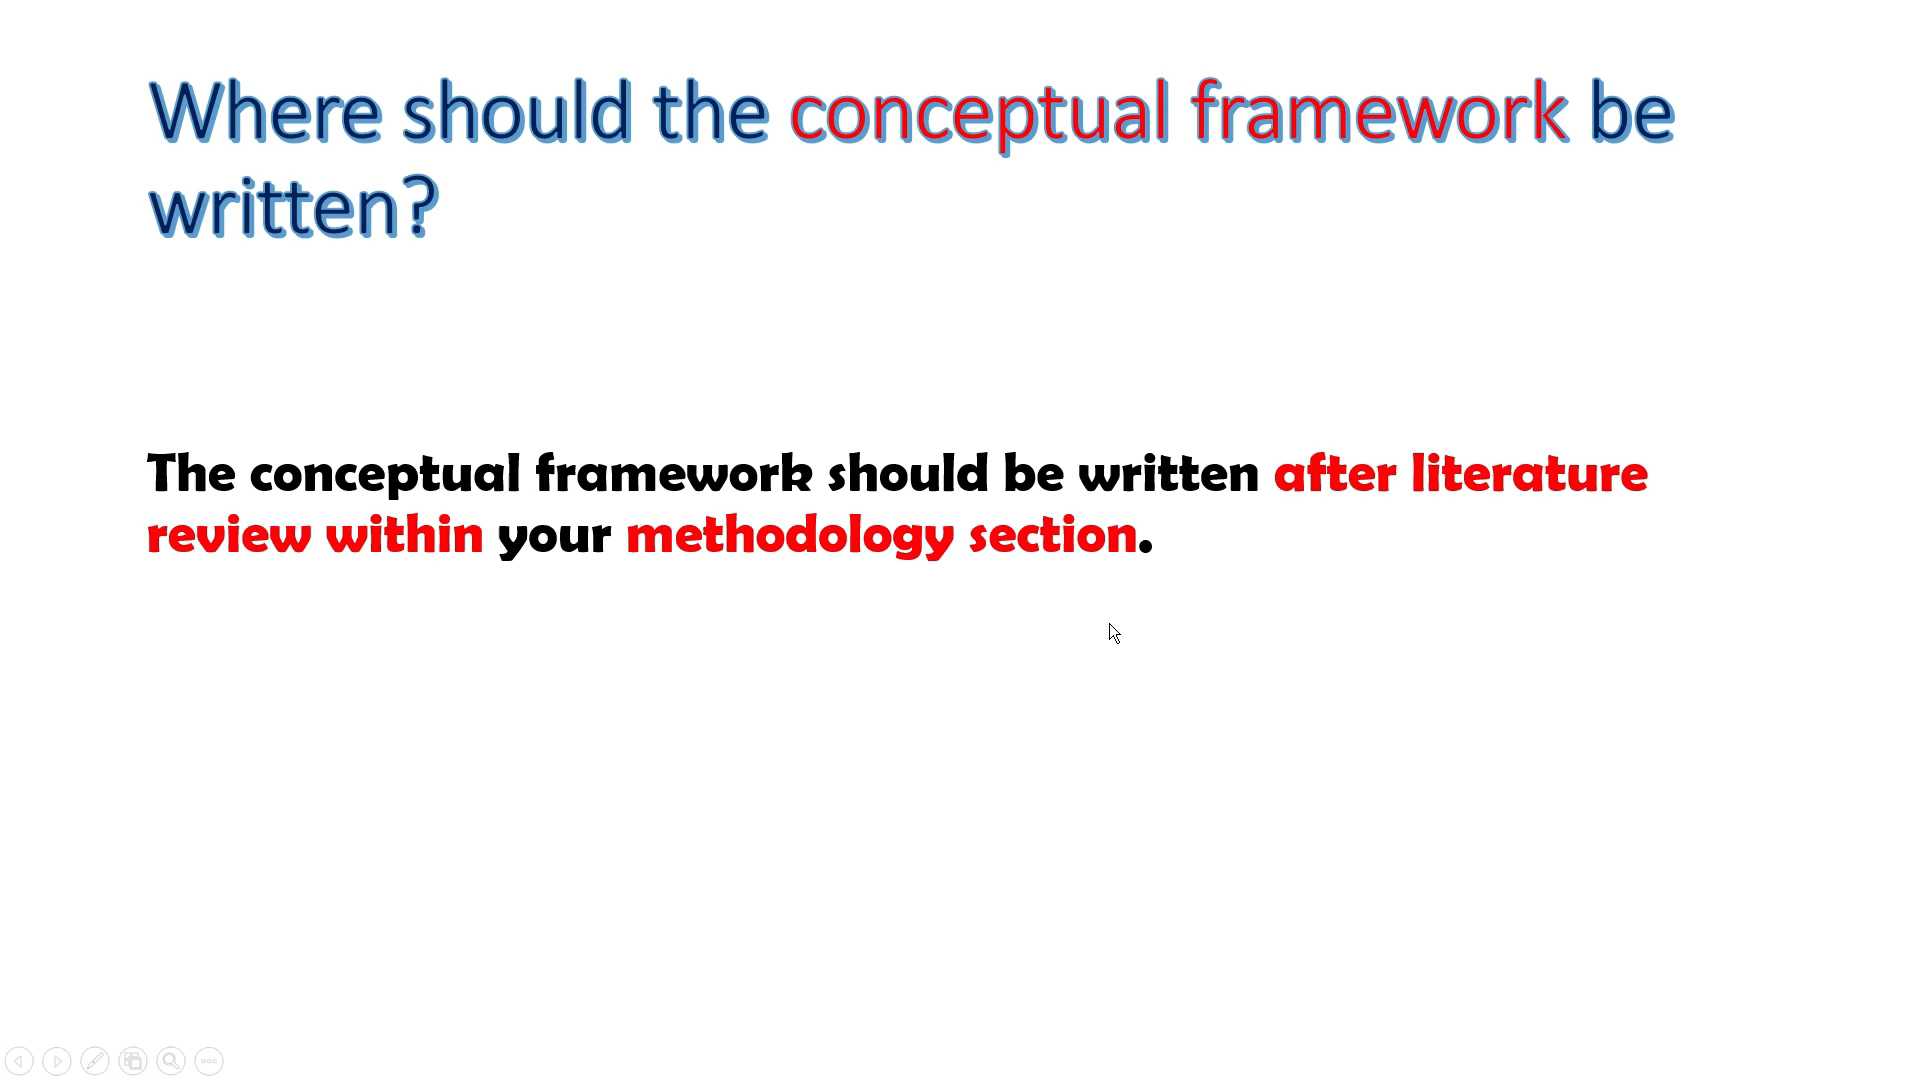 Where should the conceptual framework be
written?
The conceptual framework should be written after literature
review within your methodology section.